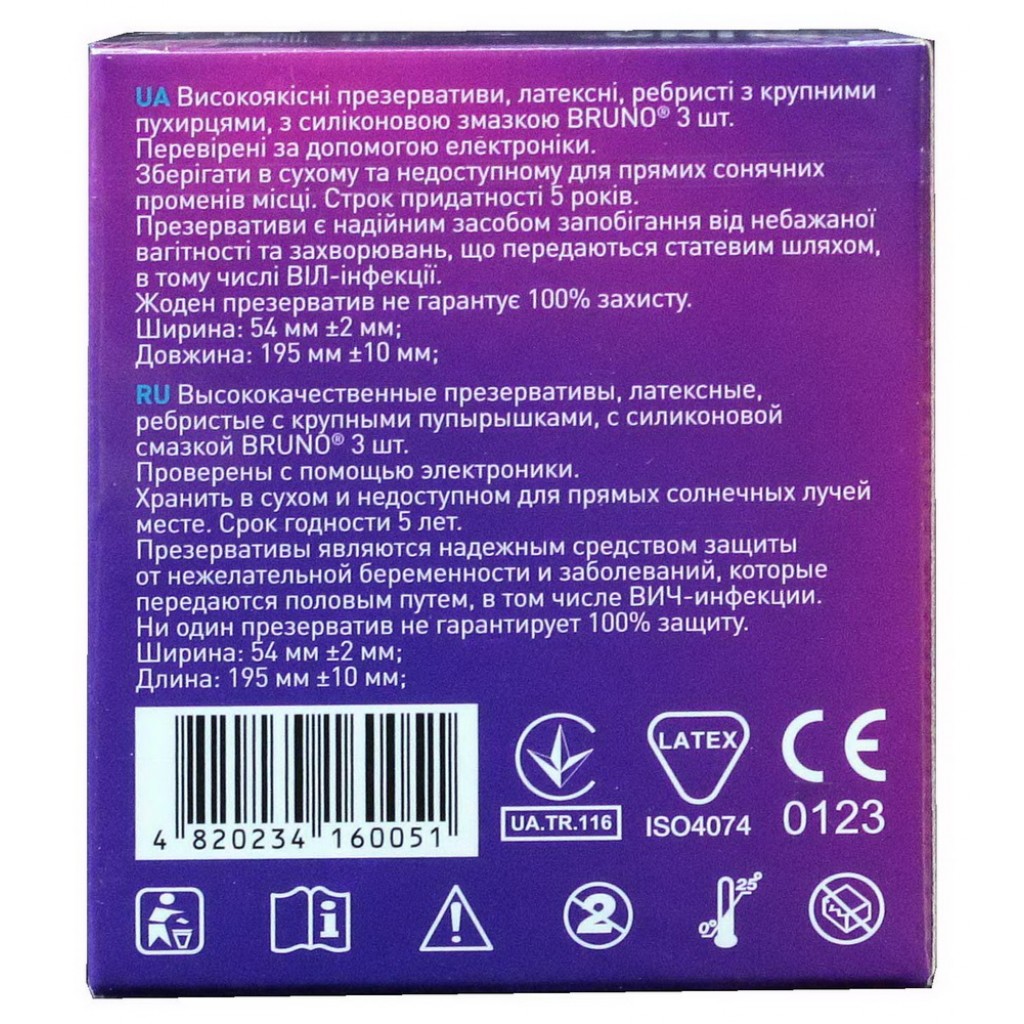 UA Високоякісні презервативи, латексні, ребристі з крупними
пухирцями, з силіконовою змазкою BRUNO® 3 шт.
Перевірені за допомогою електроніки.
Зберігати в сухому та недоступному для прямих сонячних
променів місці. Строк придатності 5 років.
Презервативи є надійним засобом запобігання від небажаної
вагітності та захворювань, що передаються статевим шляхом,
в тому числі ВІЛ-інфекції.
Жоден презерватив не гарантує 100% захисту.
Ширина: 54 мм ±2 мм;
Довжина: 195 мм ±10 мм;
RU Высококачественные презервативы, латексные,
ребристые с крупными пупырышками, с силиконовой
смазкой BRUNO® 3 шт.
Проверены с помощью электроники.
Хранить в сухом и недоступном для прямых солнечных лучей
месте. Срок годности 5 лет.
Презервативы являются надежным средством защиты
от нежелательной беременности и заболеваний, которые
передаются половым путем, в том числе ВИЧ-инфекции.
Ни один презерватив не гарантирует 100% защиту.
Ширина: 54 мм ±2 мм;
Длина: 195 мм ±10 мм;
4 820234 160051
UA.TR.116
LATEX
ISO4074
CE
0123
i
!
2
25°
0°